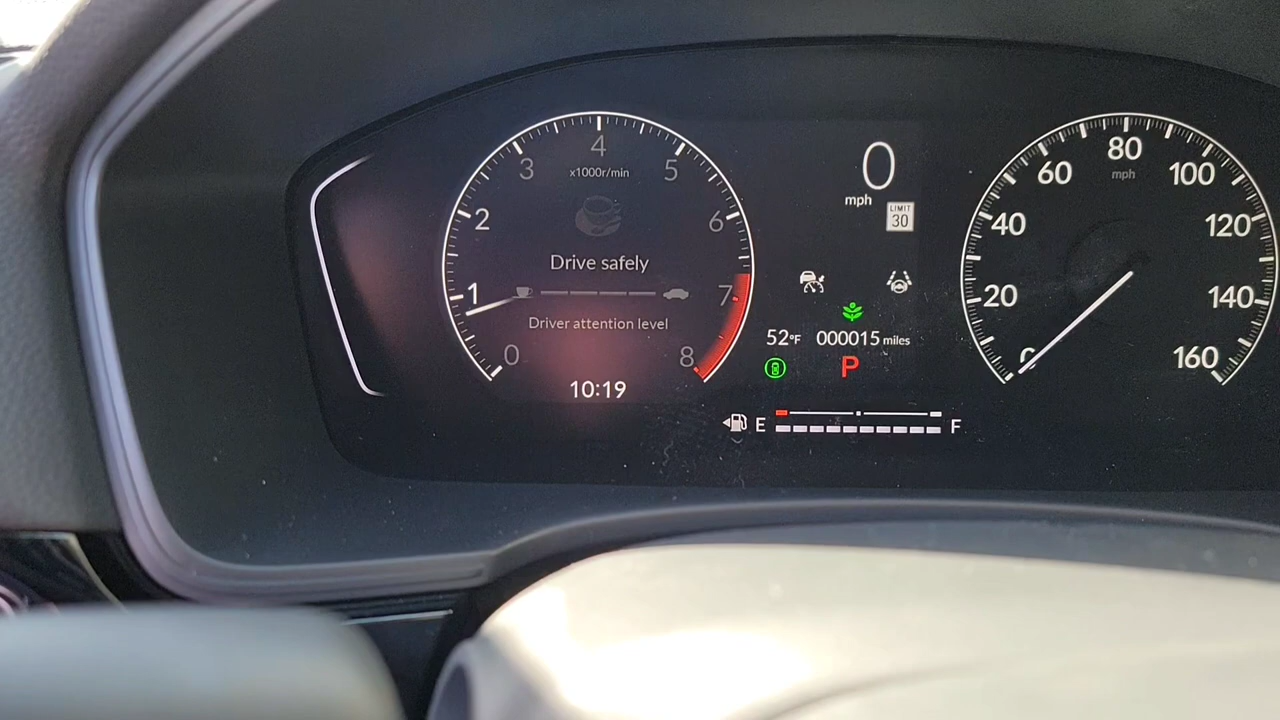 0
1
2
3
4
5
6
7
8
x1000r/min
Drive safely
Driver attention level
10:19
0
mph
LIMIT
30
52°F
000015 miles
P
E
F
0
20
40
60
80
100
120
140
160
mph